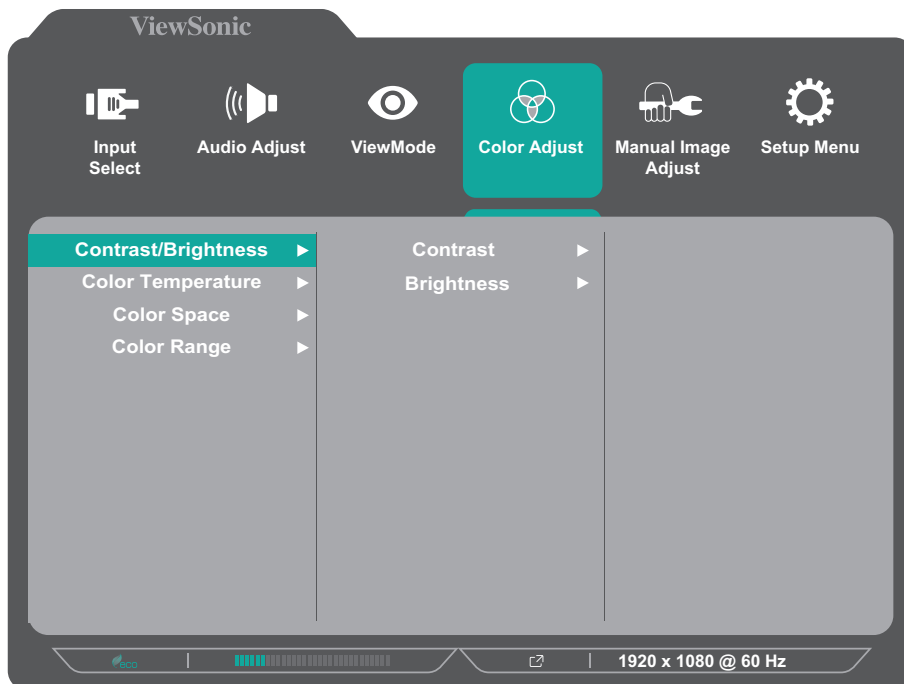 ViewSonic
Input Select
Audio Adjust
ViewMode
Color Adjust
Manual Image Adjust
Setup Menu
Contrast/Brightness
Color Temperature
Color Space
Color Range
Contrast
Brightness
eco
1920 x 1080 @ 60 Hz